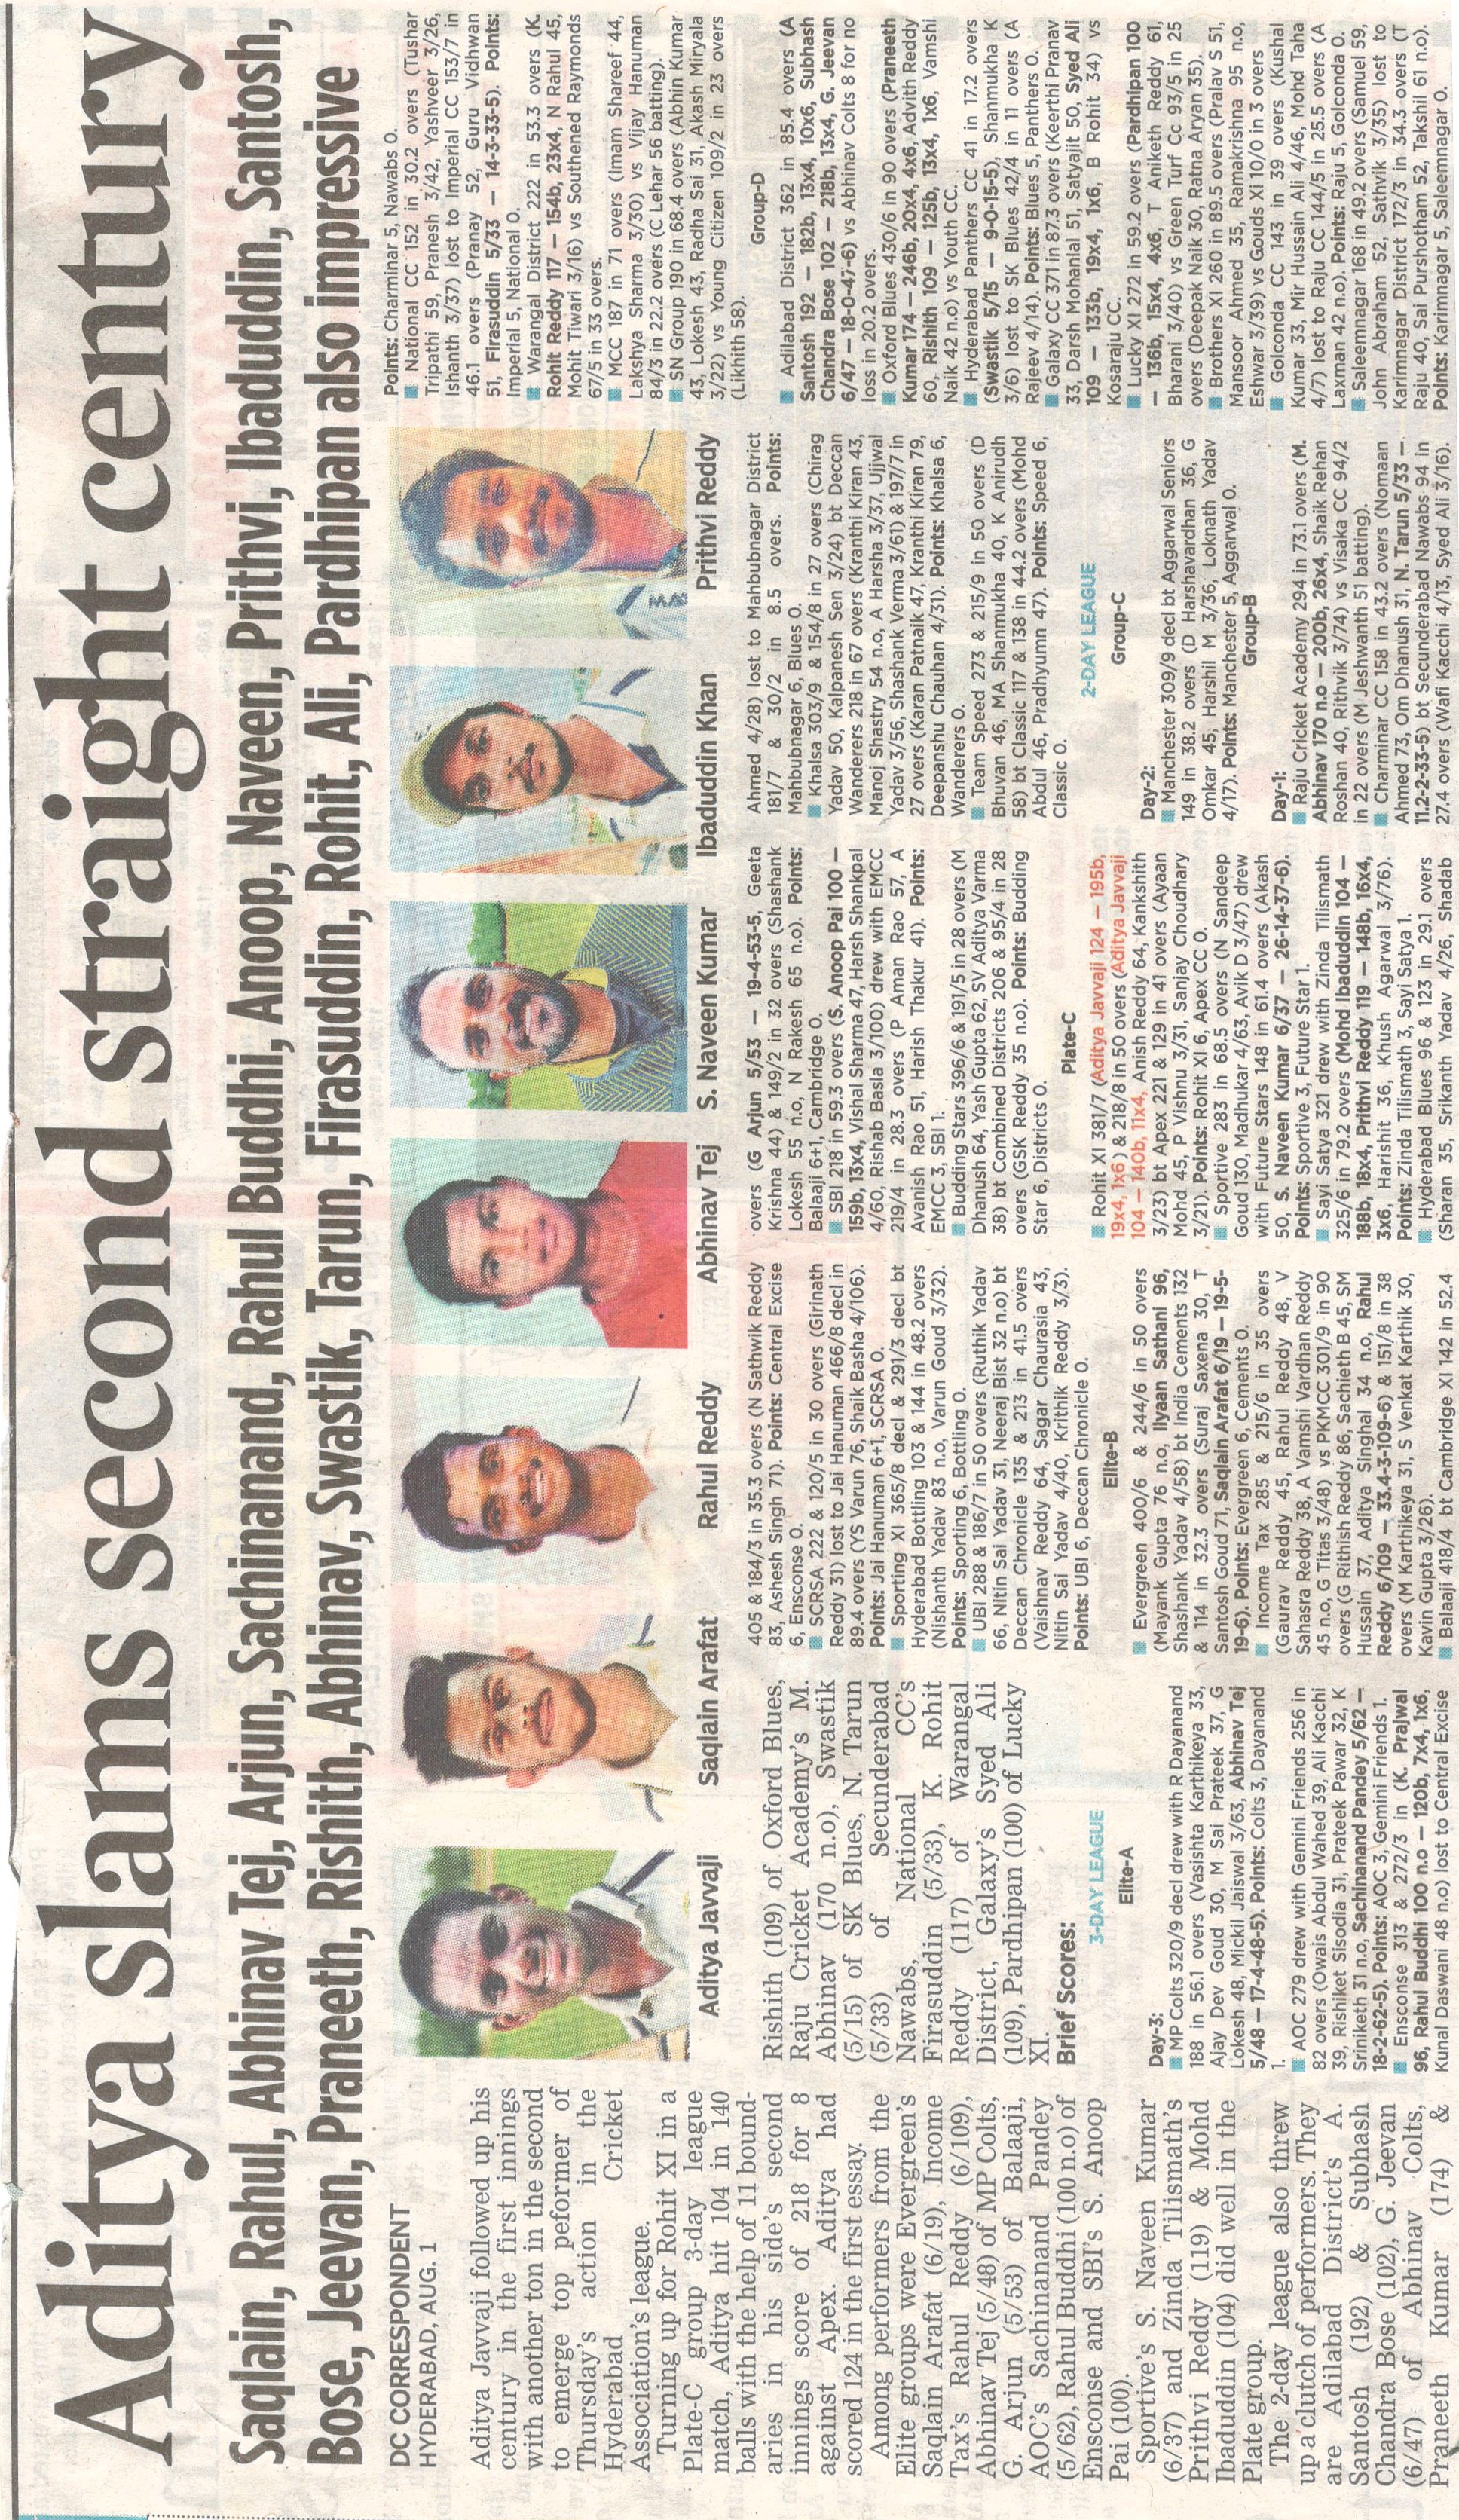 Aditya slams second straight century
Saqlain, Rahul, Abhinav Tej, Arjun, Sachinanand, Rahul Buddhi, Anoop, Naveen, Prithvi, Ibaduddin, Santosh,
Bose, Jeevan, Praneeth, Rishith, Abhinav, Swastik, Tarun, Firasuddin, Rohit, Ali, Pardhipan also impressive
DC CORRESPONDENT
HYDERABAD, AUG. 1
Aditya Javvaji followed up his
century in the first innings
with another ton in the second
to emerge top peformer of
Thursday's action in the
Hyderabad Cricket
Association's league.
Turning up for Rohit XI in a
Plate-C group 3-day league
match, Aditya hit 104 in 140
balls with the help of 11 bound-
aries in his side's second
innings score of 218 for 8
against Apex. Aditya had
scored 124 in the first essay.
Among performers from the
Elite groups were Evergreen's
Saqlain Arafat (6/19), Income
Tax's Rahul Reddy (6/109),
Abhinav Tej (5/48) of MP Colts,
G. Arjun (5/53) of Balaaji,
AOC's Sachinanand Pandey
(5/62), Rahul Buddhi (100 n.o) of
Ensconse and SBI's S. Anoop
Pai (100).
Sportive's S. Naveen Kumar
(6/37) and Zinda Tilismath's
Prithvi Reddy (119) & Mohd
Ibaduddin (104) did well in the
Plate group.
The 2-day league also threw
up a clutch of performers. They
are Adilabad District's A.
Santosh (192) & Subhash
Chandra Bose (102), G. Jeevan
(6/47) of Abhinav Colts,
Praneeth Kumar (174) &
Aditya Javvaji
Saqlain Arafat
Rahul Reddy
Abhinav Tej
S. Naveen Kumar
Ibaduddin Khan
Prithvi Reddy
Rishith (109) of Oxford Blues,
Raju Cricket Academy's M.
Abhinav (170 n.o), Swastik
(5/15) of SK Blues, N. Tarun
(5/33) of Secunderabad
Nawabs, National CC's
Firasuddin (5/33), K. Rohit
Reddy (117) of Warangal
District, Galaxy's Syed Ali
(109), Pardhipan (100) of Lucky
XI.
Brief Scores:
3-DAY LEAGUE
Elite-A
Day-3:
MP Colts 320/9 decl drew with R Dayanand
188 in 56.1 overs (Vasishta Karthikeya 33,
Ajay Dev Goud 30, M Sai Prateek 37, G
Lokesh 48, Mickil Jaiswal 3/63, Abhinav Tej
5/48 — 17-4-48-5). Points: Colts 3, Dayanand
1.
AOC 279 drew with Gemini Friends 256 in
82 overs (Owais Abdul Wahed 39, Ali Kacchi
39, Rishiket Sisodia 31, Prateek Pawar 32, K
Sriniketh 31 n.o, Sachinanand Pandey 5/62 —
18-2-62-5). Points: AOC 3, Gemini Friends 1.
Ensconse 313 & 272/3 in (K. Prajwal
96, Rahul Buddhi 100 n.o — 120b, 7x4, 1x6,
Kunal Daswani 48 n.o) lost to Central Excise
405 & 184/3 in 35.3 overs (N Sathwik Reddy
83, Ashesh Singh 71). Points: Central Excise
6, Ensconse 0.
SCRSA 222 & 120/5 in 30 overs (Girinath
Reddy 31) lost to Jai Hanuman 466/8 decl in
89.4 overs (YS Varun 76, Shaik Basha 4/106).
Points: Jai Hanuman 6+1, SCRSA 0.
Sporting XI 365/8 decl & 291/3 decl bt
Hyderabad Bottling 103 & 144 in 48.2 overs
(Nishanth Yadav 83 n.o, Varun Goud 3/32).
Points: Sporting 6, Bottling 0.
UBI 288 & 186/7 in 50 overs (Ruthik Yadav
66, Nitin Sai Yadav 31, Neeraj Bist 32 n.o) bt
Deccan Chronicle 135 & 213 in 41.5 overs
(Vaishnav Reddy 64, Sagar Chaurasia 43,
Nitin Sai Yadav 4/40, Krithik Reddy 3/3).
Points: UBI 6, Deccan Chronicle 0.
Elite-B
Evergreen 400/6 & 244/6 in 50 overs
(Mayank Gupta 76 n.o, Ilyaan Sathani 96,
Shashank Yadav 4/58) bt India Cements 132
& 114 in 32.3 overs (Suraj Saxena 30, T
Santosh Goud 71, Saqlain Arafat 6/19 — 19-5-
19-6). Points: Evergreen 6, Cements 0.
Income Tax 285 & 215/6 in 35 overs
(Gaurav Reddy 45, Rahul Reddy 48, V
Sahasra Reddy 38, A Vamshi Vardhan Reddy
45 n.o, G Titas 3/48) vs PKMCC 301/9 in 90
overs (G Rithish Reddy 86, Sachieth B 45, SM
Hussain 37, Aditya Singhal 34 n.o, Rahul
Reddy 6/109 — 33.4-3-109-6) & 151/8 in 38
overs (M Karthikeya 31, S Venkat Karthik 30,
Kavin Gupta 3/26).
Balaaji 418/4 bt Cambridge XI 142 in 52.4
overs (G Arjun 5/53 — 19-4-53-5, Geeta
Krishna 44) & 149/2 in 32 overs (Shashank
Lokesh 55 n.o, N Rakesh 65 n.o). Points:
Balaaji 6+1, Cambridge 0.
SBI 218 in 59.3 overs (S. Anoop Pai 100 —
159b, 13x4, Vishal Sharma 47, Harsh Shankpal
4/60, Rishab Basla 3/100) drew with EMCC
219/4 in 28.3 overs (P Aman Rao 57, A
Avanish Rao 51, Harish Thakur 41). Points:
EMCC 3, SBI 1.
Budding Stars 396/6 & 191/5 in 28 overs (M
Dhanush 64, Yash Gupta 62, SV Aditya Varma
38) bt Combined Districts 206 & 95/4 in 28
overs (GSK Reddy 35 n.o). Points: Budding
Star 6, Districts 0.
Plate-C
Rohit XI 381/7 (Aditya Javvaji 124 — 195b,
19x4, 1x6) & 218/8 in 50 overs (Aditya Javvaji
104 — 140b, 11x4, Anish Reddy 64, Kankshith
3/23) bt Apex 221 & 129 in 41 overs (Ayaan
Mohd 45, P Vishnu 3/31, Sanjay Choudhary
3/21). Points: Rohit XI 6, Apex CC 0.
Sportive 283 in 68.5 overs (N Sandeep
Goud 130, Madhukar 4/63, Avik D 3/47) drew
with Future Stars 148 in 61.4 overs (Akash
50, S. Naveen Kumar 6/37 — 26-14-37-6).
Points: Sportive 3, Future Star 1.
Sayi Satya 321 drew with Zinda Tilismath
325/6 in 79.2 overs (Mohd Ibaduddin 104 —
188b, 18x4, Prithvi Reddy 119 — 148b, 16x4,
3x6, Harishit 36, Khush Agarwal 3/76).
Points: Zinda Tilismath 3, Sayi Satya 1.
Hyderabad Blues 96 & 123 in 29.1 overs
(Sharan 35, Srikanth Yadav 4/26, Shadab
Ahmed 4/28) lost to Mahbubnagar District
181/7 & 30/2 in 8.5 overs. Points:
Mahbubnagar 6, Blues 0.
Khalsa 303/9 & 154/8 in 27 overs (Chirag
Yadav 50, Kalpanesh Sen 3/24) bt Deccan
Wanderers 218 in 67 overs (Kranthi Kiran 43,
Manoj Shastry 54 n.o, A Harsha 3/37, Ujjwal
Yadav 3/56, Shashank Verma 3/61) & 197/7 in
27 overs (Karan Patnaik 47, Kranthi Kiran 79,
Deepanshu Chauhan 4/31). Points: Khalsa 6,
Wanderers 0.
Team Speed 273 & 215/9 in 50 overs (D
Bhuvan 46, MA Shanmukha 40, K Anirudh
58) bt Classic 117 & 138 in 44.2 overs (Mohd
Abdul 46, Pradhyumn 47). Points: Speed 6,
Classic 0.
2-DAY LEAGUE
Group-C
Day-2:
Manchester 309/9 decl bt Aggarwal Seniors
149 in 38.2 overs (D Harshavardhan 36, G
Omkar 45, Harshil M 3/36, Loknath Yadav
4/17). Points: Manchester 5, Aggarwal 0.
Group-B
Day-1:
Raju Cricket Academy 294 in 73.1 overs (M.
Abhinav 170 n.o — 200b, 26x4, Shaik Rehan
Roshan 40, Rithvik 3/74) vs Visaka CC 94/2
in 22 overs (M Jeshwanth 51 batting).
Charminar CC 158 in 43.2 overs (Nomaan
Ahmed 73, Om Dhanush 31, N. Tarun 5/33 —
11.2-2-33-5) bt Secunderabad Nawabs 94 in
27.4 overs (Wafi Kacchi 4/13, Syed Ali 3/16).
Points: Charminar 5, Nawabs 0.
National CC 152 in 30.2 overs (Tushar
Tripathi 59, Pranesh 3/42, Yashveer 3/26,
Ishanth 3/37) lost to Imperial CC 153/7 in
46.1 overs (Pranay 52, Guru Vidhwan
51, Firasuddin 5/33 — 14-3-33-5). Points:
Imperial 5, National 0.
Warangal District 222 in 53.3 overs (K.
Rohit Reddy 117 — 154b, 23x4, N Rahul 45,
Mohit Tiwari 3/16) vs Southened Raymonds
67/5 in 33 overs.
MCC 187 in 71 overs (Imam Shareef 44,
Lakshya Sharma 3/30) vs Vijay Hanuman
84/3 in 22.2 overs (C Lehar 56 batting).
SN Group 190 in 68.4 overs (Abhin Kumar
43, Lokesh 43, Radha Sai 31, Akash Miryala
3/22) vs Young Citizen 109/2 in 23 overs
(Likhith 58).
Group-D
Adilabad District 362 in 85.4 overs (A
Santosh 192 — 182b, 13x4, 10x6, Subhash
Chandra Bose 102 — 218b, 13x4, G. Jeevan
6/47 — 18-0-47-6) vs Abhinav Colts 8 for no
loss in 20.2 overs.
Oxford Blues 430/6 in 90 overs (Praneeth
Kumar 174 — 246b, 20x4, 4x6, Advith Reddy
60, Rishith 109 — 125b, 13x4, 1x6, Vamshi
Naik 42 n.o) vs Youth CC.
Hyderabad Panthers CC 41 in 17.2 overs
(Swastik 5/15 — 9-0-15-5), Shanmukha K
3/6) lost to SK Blues 42/4 in 11 overs (A
Rajeev 4/14). Points: Blues 5, Panthers 0.
Galaxy CC 371 in 87.3 overs (Keerthi Pranav
33, Darsh Mohanlal 51, Satyajit 50, Syed Ali
109 — 133b, 19x4, 1x6, B Rohit 34) vs
Kosaraju CC.
Lucky XI 272 in 59.2 overs (Pardhipan 100
— 136b, 15x4, 4x6, T Aniketh Reddy 61,
Bharani 3/40) vs Green Turf Cc 93/5 in 25
overs (Deepak Naik 30, Ratna Aryan 35).
Brothers XI 260 in 89.5 overs (Pralav S 51,
Mansoor Ahmed 35, Ramakrishna 95 n.o,
Eshwar 3/39) vs Gouds Xi 10/0 in 3 overs
Golconda CC 143 in 39 overs (Kushal
Kumar 33, Mir Hussain Ali 4/46, Mohd Taha
4/7) lost to Raju CC 144/5 in 25.5 overs (A
Laxman 42 n.o). Points: Raju 5, Golconda 0.
Saleemnagar 168 in 49.2 overs (Samuel 59,
John Abraham 52, Sathvik 3/35) lost to
Karimnagar District 172/3 in 34.3 overs (T
Raju 40, Sai Purshotham 52, Takshil 61 n.o).
Points: Karimnagar 5, Saleemnagar 0.